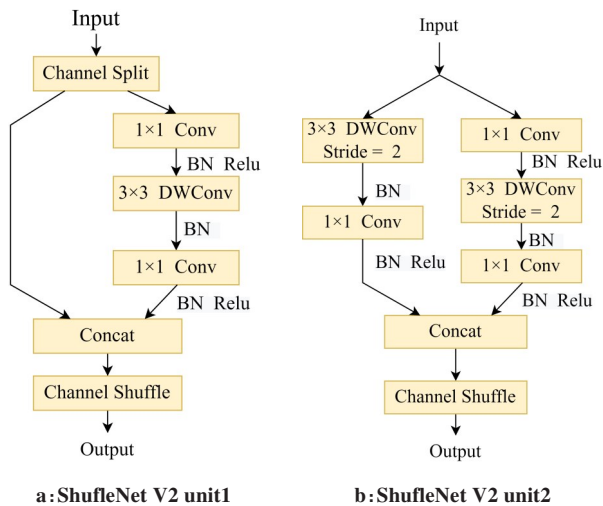 Input
Channel Split
1×1 Conv
BN Relu
3×3 DWConv
BN
1×1 Conv
BN Relu
Concat
Channel Shuffle
Output
a:ShufleNet V2 unit1
Input
3×3 DWConv
Stride = 2
BN
1×1 Conv
BN Relu
1×1 Conv
BN Relu
3×3 DWConv
Stride = 2
BN
1×1 Conv
BN Relu
Concat
Channel Shuffle
Output
b:ShufleNet V2 unit2